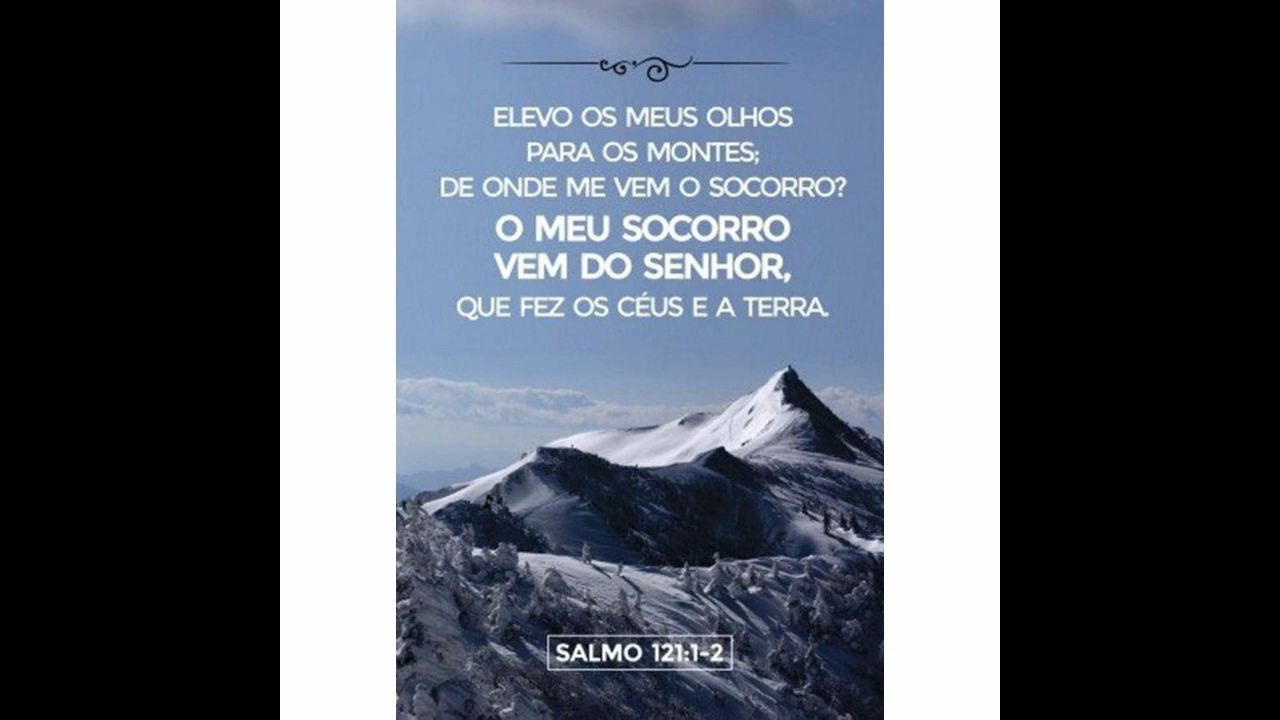 ELEVO OS MEUS OLHOS
PARA OS MONTES;
DE ONDE ME VEM O SOCORRO?
O MEU SOCORRO
VEM DO SENHOR,
QUE FEZ OS CÉUS E A TERRA.
SALMO 121:1-2